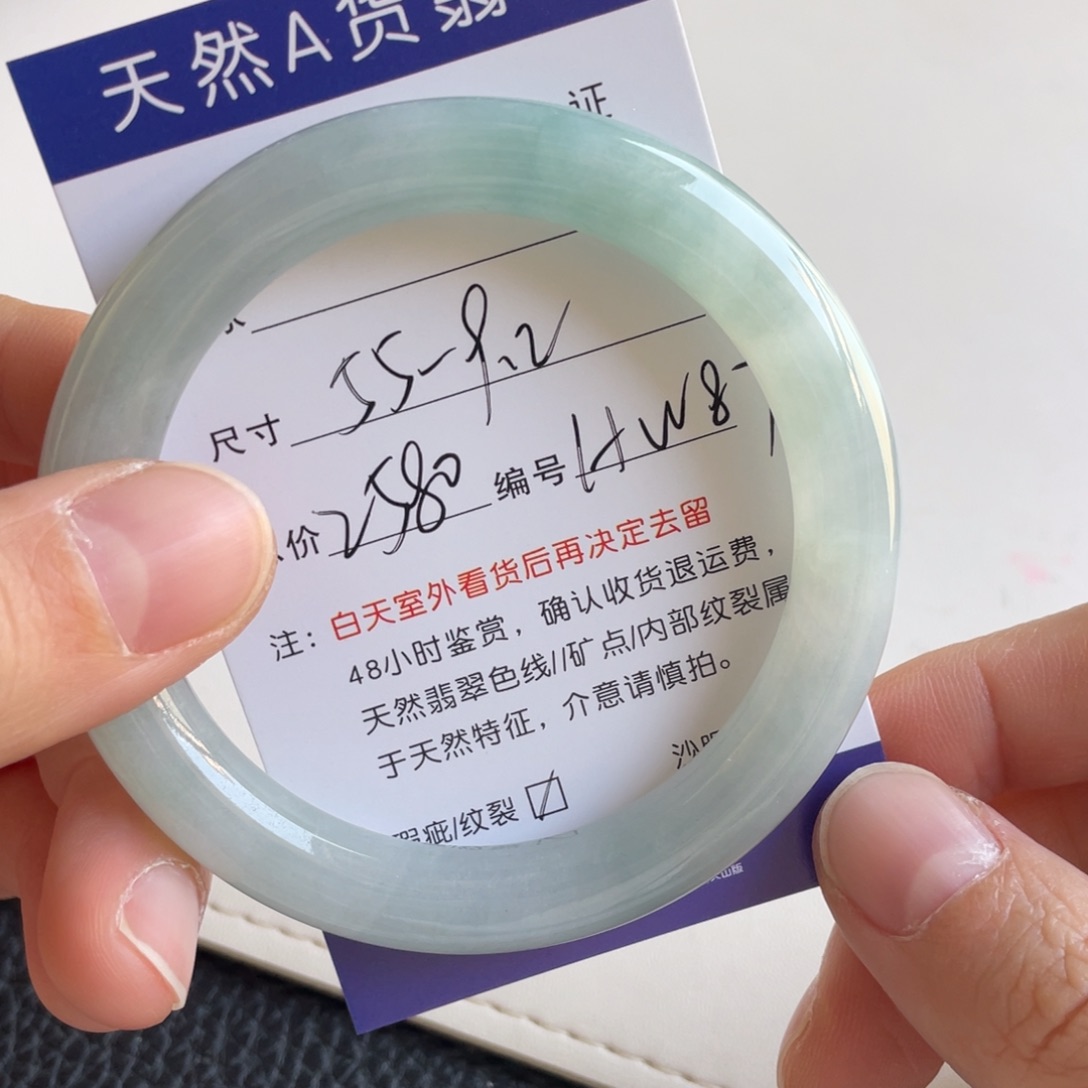 天然A货翡
证
尺寸 55-9.2
价 2580 编号 HW8
注：白天室外看货后再决定去留
48小时鉴赏，确认收货退运费，
天然翡翠色线//矿点/内部纹裂属
于天然特征，介意请慎拍。
瑕疵/纹裂 ☑